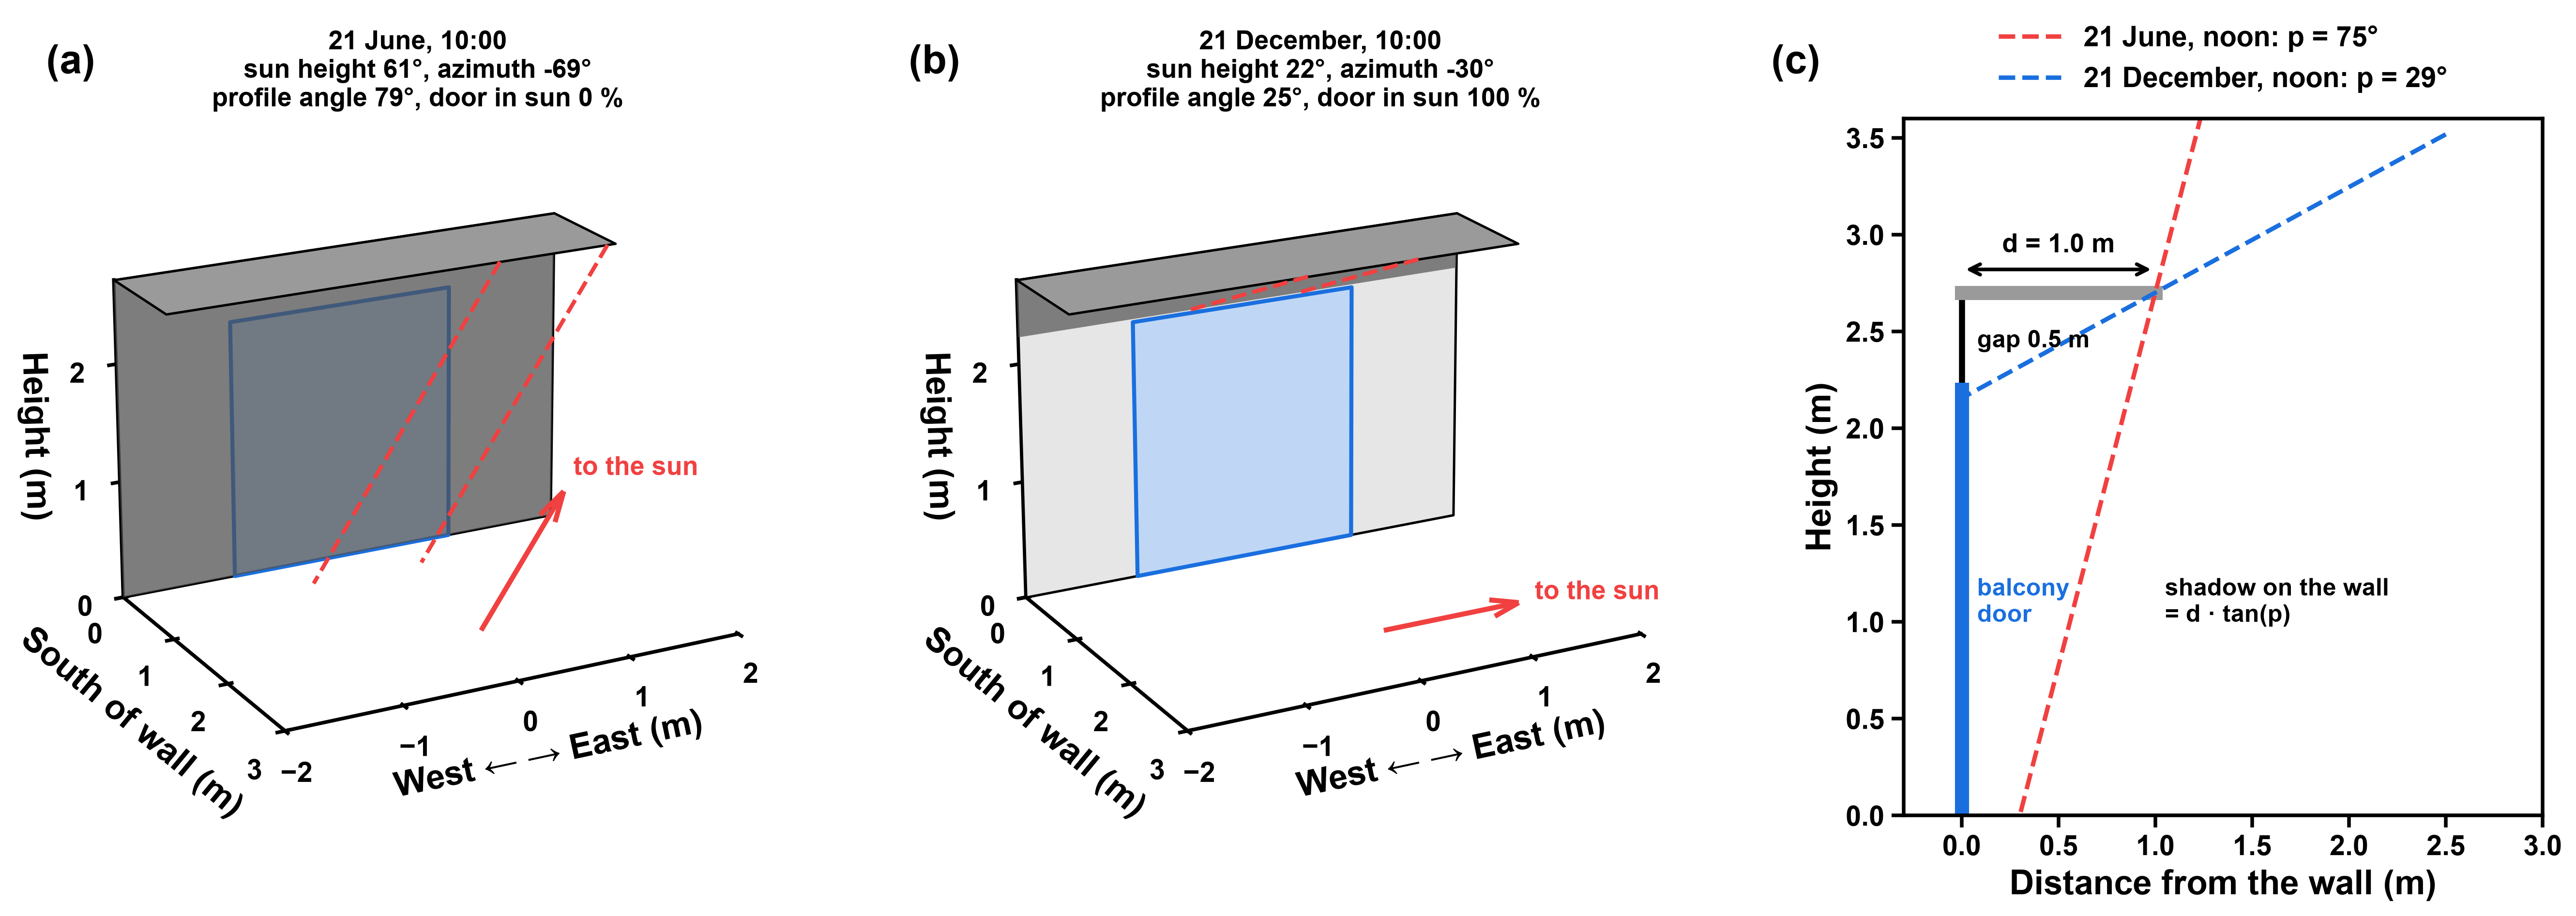 (a)
21 June, 10:00
sun height 61°, azimuth -69°
profile angle 79°, door in sun 0 %
Height (m)
2
1
0
0
1
2
3
South of wall (m)
−2
−1
0
1
2
West ←  → East (m)
to the sun
(b)
21 December, 10:00
sun height 22°, azimuth -30°
profile angle 25°, door in sun 100 %
Height (m)
2
1
0
0
1
2
3
South of wall (m)
−2
−1
0
1
2
West ←  → East (m)
to the sun
(c)
21 June, noon: p = 75°
21 December, noon: p = 29°
Height (m)
3.5
3.0
2.5
2.0
1.5
1.0
0.5
0.0
d = 1.0 m
gap 0.5 m
balcony
door
shadow on the wall
= d · tan(p)
0.0
0.5
1.0
1.5
2.0
2.5
3.0
Distance from the wall (m)